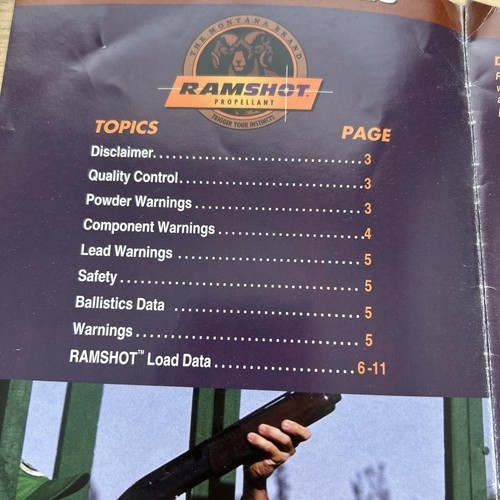 THE MONTANA BRAND
RAMSHOT
PROPELLANT
TRIGGER YOUR INSTINCTS
TOPICS PAGE
Disclaimer. . . . . . . . . . . . . . . . . . . . . . . . . . . . . . . 3
Quality Control . . . . . . . . . . . . . . . . . . . . . . . . . . . 3
Powder Warnings . . . . . . . . . . . . . . . . . . . . . . . . . 3
Component Warnings . . . . . . . . . . . . . . . . . . . . . . 4
Lead Warnings . . . . . . . . . . . . . . . . . . . . . . . . . . . 5
Safety . . . . . . . . . . . . . . . . . . . . . . . . . . . . . . . . . . . 5
Ballistics Data . . . . . . . . . . . . . . . . . . . . . . . . . . . . 5
Warnings . . . . . . . . . . . . . . . . . . . . . . . . . . . . . . . . 5
RAMSHOT™ Load Data . . . . . . . . . . . . . . . . . . . . 6-11